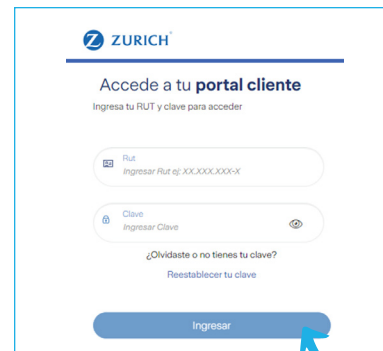 ZURICH
Accede a tu portal cliente
Ingresa tu RUT y clave para acceder
Rut
Ingresar Rut ej: XX.XXX.XXX-X
Clave
Ingresar Clave
¿Olvidaste o no tienes tu clave?
Reestablecer tu clave
Ingresar